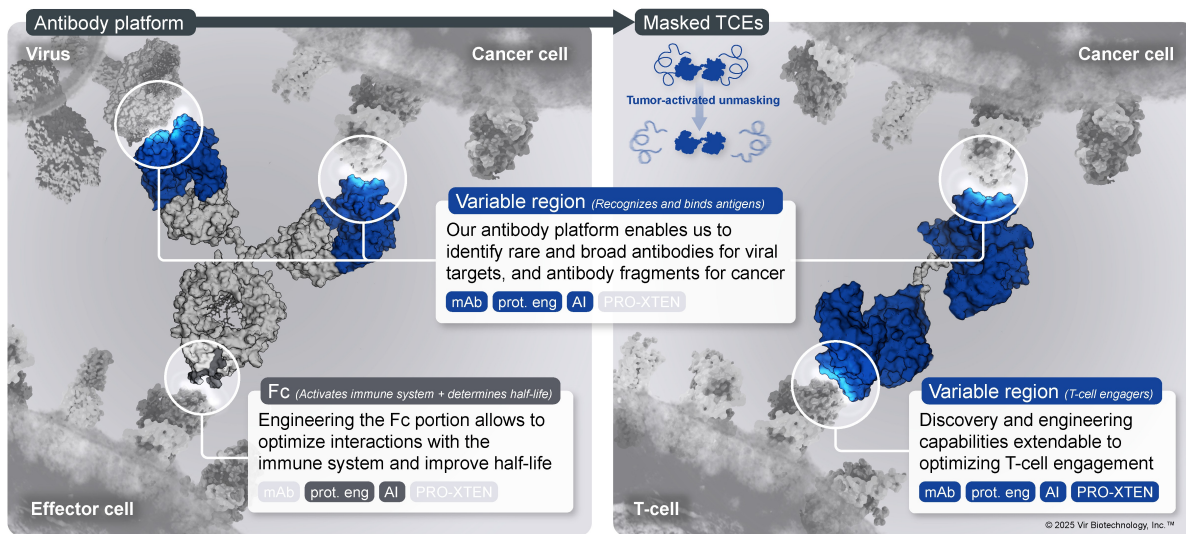 Antibody platform
Masked TCEs
Virus
Cancer cell
Cancer cell
Tumor-activated unmasking
Variable region (Recognizes and binds antigens)
Our antibody platform enables us to
identify rare and broad antibodies for viral
targets, and antibody fragments for cancer
mAb prot. eng AI PRO-XTEN
Fc (Activates immune system + determines half-life)
Engineering the Fc portion allows to
optimize interactions with the
immune system and improve half-life
mAb prot. eng AI PRO-XTEN
Effector cell
Variable region (T-cell engagers)
Discovery and engineering
capabilities extendable to
optimizing T-cell engagement
mAb prot. eng AI PRO-XTEN
T-cell
© 2025 Vir Biotechnology, Inc.™